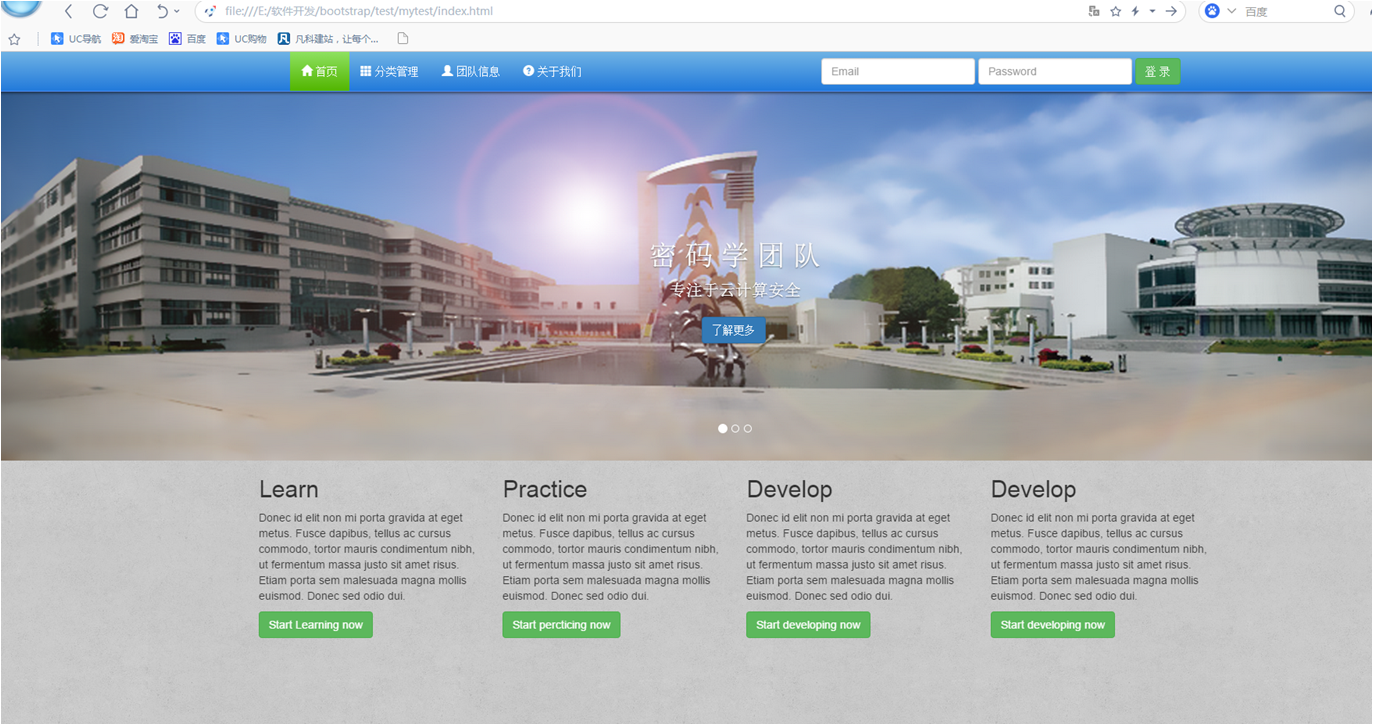 file:///E:/软件开发/bootstrap/test/mytest/index.html
百度
UC导航 爱淘宝 百度 UC购物 凡科建站，让每个...
首页 分类管理 团队信息 关于我们 Email Password 登 录
密码学团队
专注于云计算安全
了解更多
Learn
Donec id elit non mi porta gravida at eget
metus. Fusce dapibus, tellus ac cursus
commodo, tortor mauris condimentum nibh,
ut fermentum massa justo sit amet risus.
Etiam porta sem malesuada magna mollis
euismod. Donec sed odio dui.
Start Learning now
Practice
Donec id elit non mi porta gravida at eget
metus. Fusce dapibus, tellus ac cursus
commodo, tortor mauris condimentum nibh,
ut fermentum massa justo sit amet risus.
Etiam porta sem malesuada magna mollis
euismod. Donec sed odio dui.
Start percticing now
Develop
Donec id elit non mi porta gravida at eget
metus. Fusce dapibus, tellus ac cursus
commodo, tortor mauris condimentum nibh,
ut fermentum massa justo sit amet risus.
Etiam porta sem malesuada magna mollis
euismod. Donec sed odio dui.
Start developing now
Develop
Donec id elit non mi porta gravida at eget
metus. Fusce dapibus, tellus ac cursus
commodo, tortor mauris condimentum nibh,
ut fermentum massa justo sit amet risus.
Etiam porta sem malesuada magna mollis
euismod. Donec sed odio dui.
Start developing now